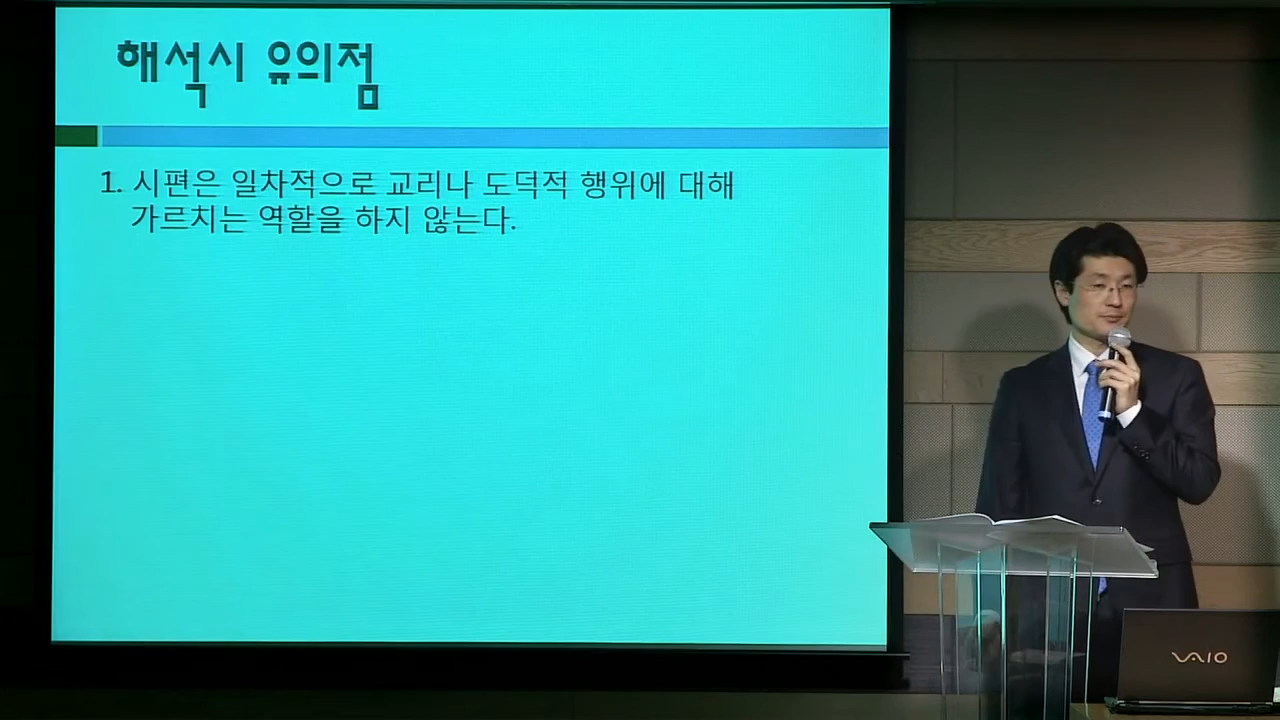 해석시 유의점
1. 시편은 일차적으로 교리나 도덕적 행위에 대해
가르치는 역할을 하지 않는다.
VAIO